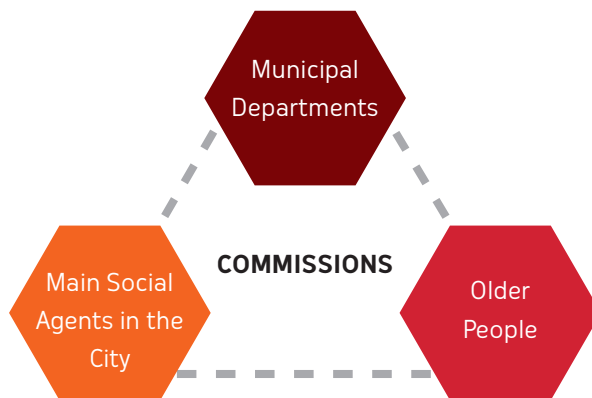 Municipal
Departments
COMMISSIONS
Main Social
Agents in the
City
Older
People